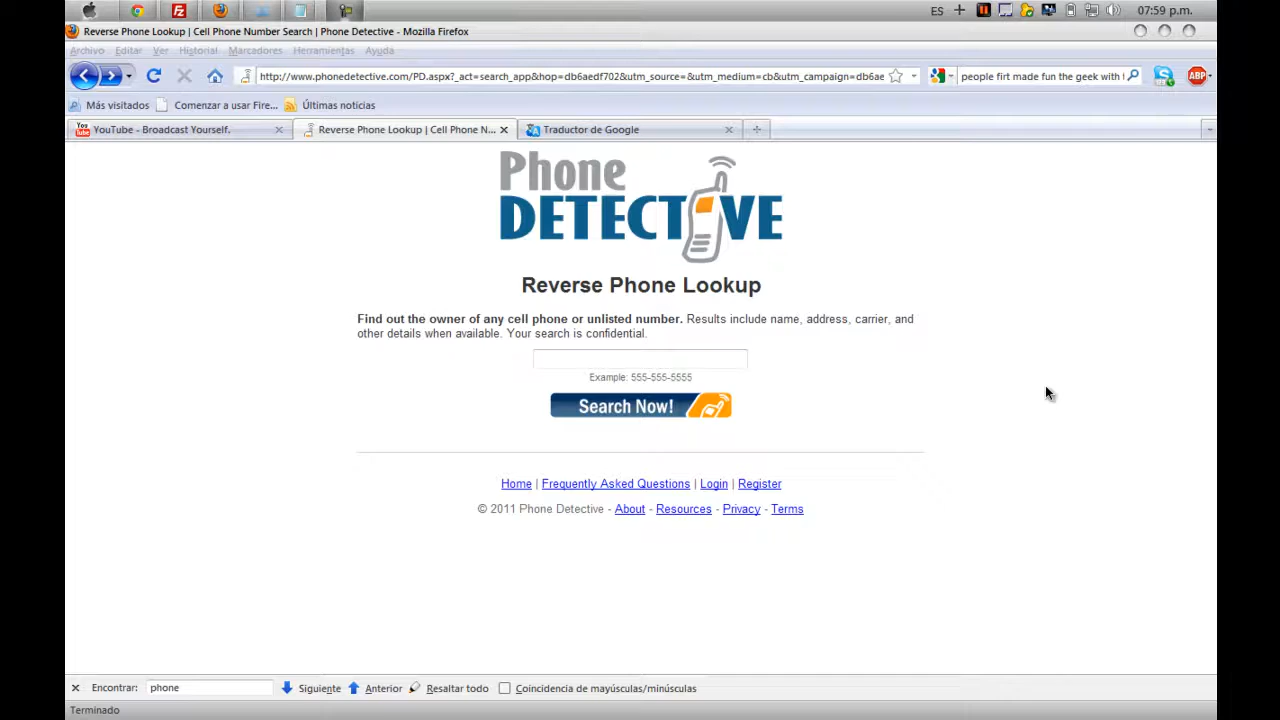 ES 07:59 p.m.
Reverse Phone Lookup | Cell Phone Number Search | Phone Detective - Mozilla Firefox
Archivo Editar Ver Historial Marcadores Herramientas Ayuda
http://www.phonedetective.com/PD.aspx?_act=search_app&hop=db6aedf702&utm_source=&utm_medium=cb&utm_campaign=db6ae people firt made fun the geek with t ABP
Más visitados Comenzar a usar Fire... Últimas noticias
You Tube YouTube - Broadcast Yourself. Reverse Phone Lookup | Cell Phone N... Traductor de Google
Phone
DETECTIVE
Reverse Phone Lookup
Find out the owner of any cell phone or unlisted number. Results include name, address, carrier, and
other details when available. Your search is confidential.
Example: 555-555-5555
Search Now!
Home | Frequently Asked Questions | Login | Register
© 2011 Phone Detective - About - Resources - Privacy - Terms
Encontrar: phone Siguiente Anterior Resaltar todo Coincidencia de mayúsculas/minúsculas
Terminado